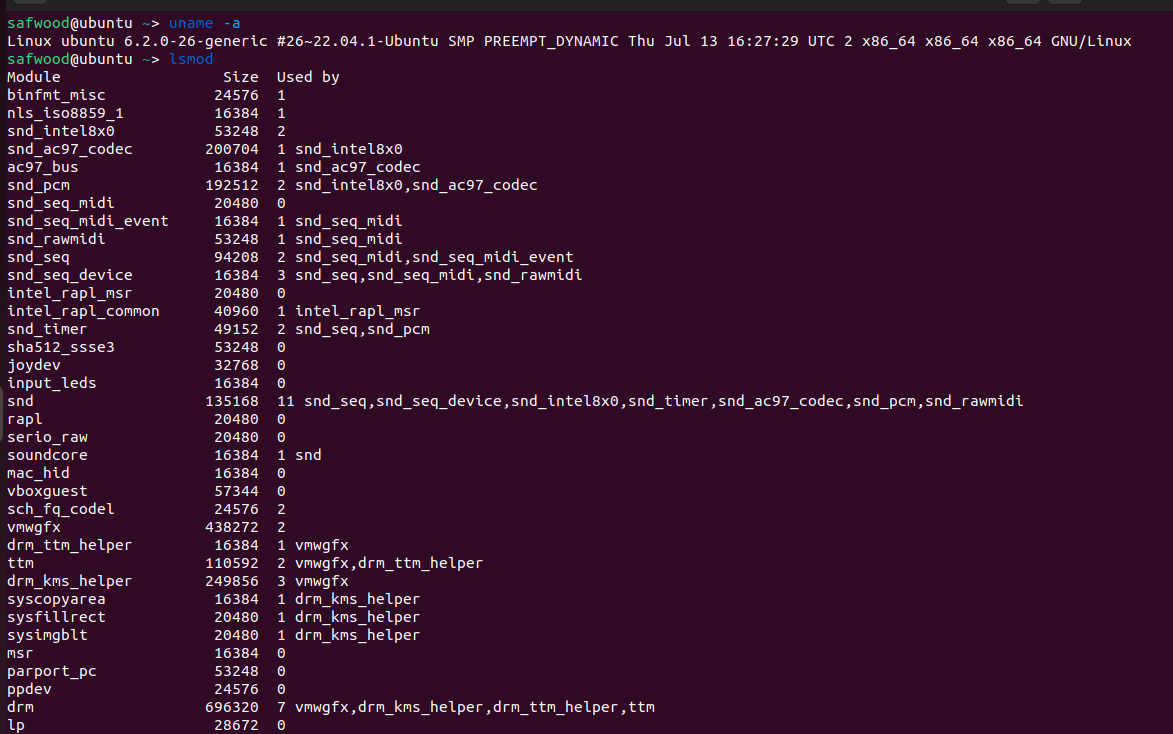 safwood@ubuntu ~> uname -a
Linux ubuntu 6.2.0-26-generic #26~22.04.1-Ubuntu SMP PREEMPT_DYNAMIC Thu Jul 13 16:27:29 UTC 2 x86_64 x86_64 x86_64 GNU/Linux
safwood@ubuntu ~> lsmod
Module                  Size  Used by
binfmt_misc            24576  1
nls_iso8859_1          16384  1
snd_intel8x0           53248  2
snd_ac97_codec        200704  1 snd_intel8x0
ac97_bus               16384  1 snd_ac97_codec
snd_pcm               192512  2 snd_intel8x0,snd_ac97_codec
snd_seq_midi           20480  0
snd_seq_midi_event     16384  1 snd_seq_midi
snd_rawmidi            53248  1 snd_seq_midi
snd_seq                94208  2 snd_seq_midi,snd_seq_midi_event
snd_seq_device         16384  3 snd_seq,snd_seq_midi,snd_rawmidi
intel_rapl_msr         20480  0
intel_rapl_common      40960  1 intel_rapl_msr
snd_timer              49152  2 snd_seq,snd_pcm
sha512_ssse3           53248  0
joydev                 32768  0
input_leds             16384  0
snd                   135168  11 snd_seq,snd_seq_device,snd_intel8x0,snd_timer,snd_ac97_codec,snd_pcm,snd_rawmidi
rapl                   20480  0
serio_raw              20480  0
soundcore              16384  1 snd
mac_hid                16384  0
vboxguest              57344  0
sch_fq_codel           24576  2
vmwgfx                438272  2
drm_ttm_helper         16384  1 vmwgfx
ttm                   110592  2 vmwgfx,drm_ttm_helper
drm_kms_helper        249856  3 vmwgfx
syscopyarea            16384  1 drm_kms_helper
sysfillrect            20480  1 drm_kms_helper
sysimgblt              20480  1 drm_kms_helper
msr                    16384  0
parport_pc             53248  0
ppdev                  24576  0
drm                   696320  7 vmwgfx,drm_kms_helper,drm_ttm_helper,ttm
lp                     28672  0